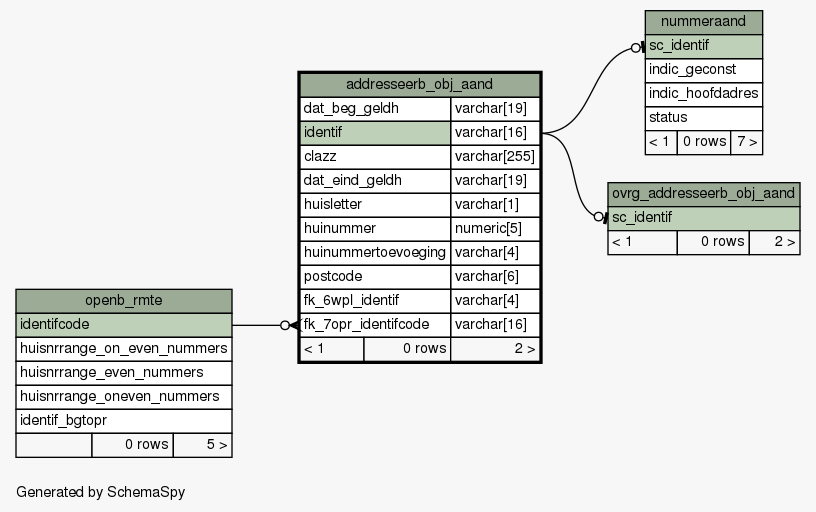 nummeraand
sc_identif
indic_geconst
indic_hoofdadres
status
< 1 0 rows 7 >
addresseerb_obj_aand
dat_beg_geldh varchar[19]
identif varchar[16]
clazz varchar[255]
dat_eind_geldh varchar[19]
huisletter varchar[1]
huinummer numeric[5]
huinummertoevoeging varchar[4]
postcode varchar[6]
fk_6wpl_identif varchar[4]
fk_7opr_identifcode varchar[16]
< 1 0 rows 2 >
ovrg_addresseerb_obj_aand
sc_identif
< 1 0 rows 2 >
openb_rmte
identifcode
huisnrrange_on_even_nummers
huisnrrange_even_nummers
huisnrrange_oneven_nummers
identif_bgtopr
0 rows 5 >
Generated by SchemaSpy